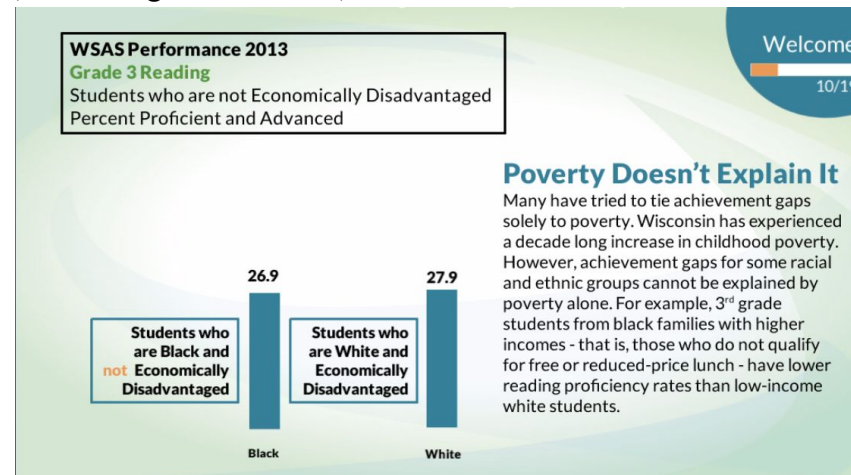 WSAS Performance 2013
Grade 3 Reading
Students who are not Economically Disadvantaged
Percent Proficient and Advanced
Welcome
10/19
Poverty Doesn't Explain It
Many have tried to tie achievement gaps
solely to poverty. Wisconsin has experienced
a decade long increase in childhood poverty.
However, achievement gaps for some racial
and ethnic groups cannot be explained by
poverty alone. For example, 3rd grade
students from black families with higher
incomes - that is, those who do not qualify
for free or reduced-price lunch - have lower
reading proficiency rates than low-income
white students.
26.9
27.9
Students who
are Black and
not Economically
Disadvantaged
Students who
are White and
Economically
Disadvantaged
Black
White